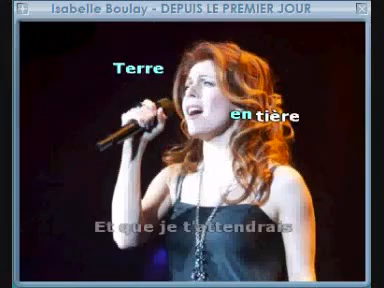 Isabelle Boulay - DEPUIS LE PREMIER JOUR
Terre
entière
Et que je t'attendrais